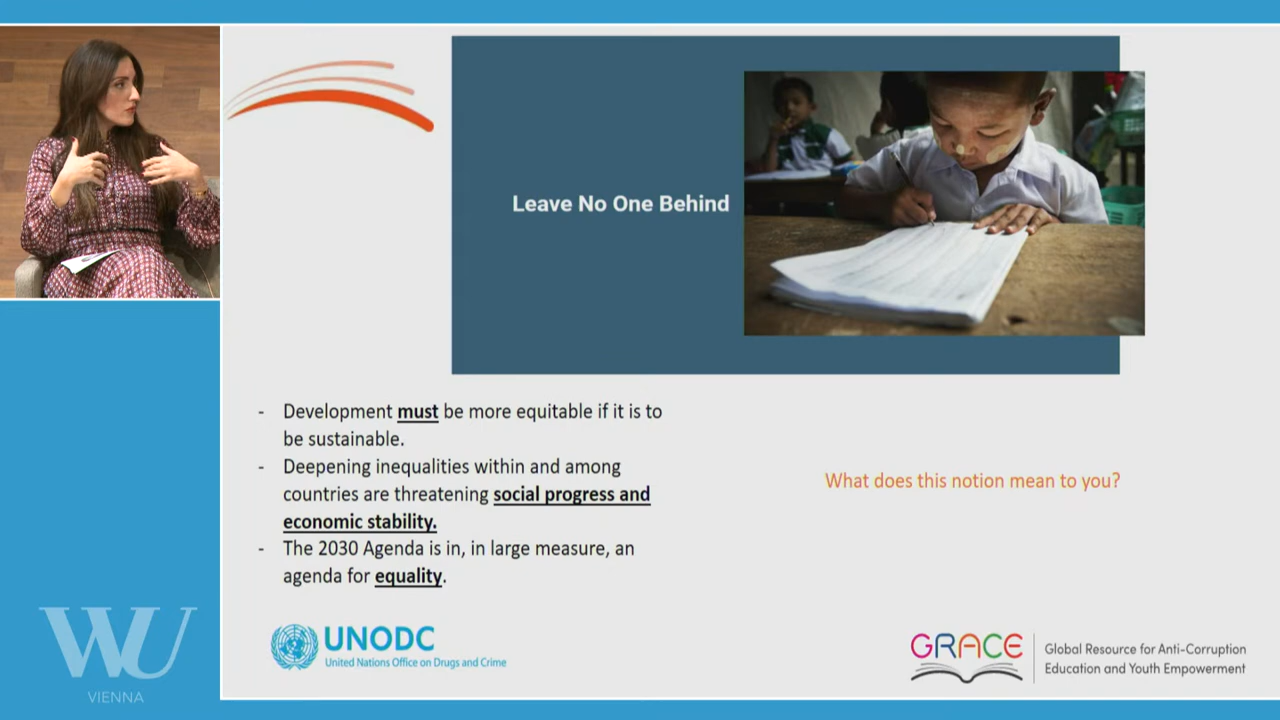 Leave No One Behind
- Development must be more equitable if it is to
be sustainable.
- Deepening inequalities within and among
countries are threatening social progress and
economic stability.
- The 2030 Agenda is in, in large measure, an
agenda for equality.
What does this notion mean to you?
WU
VIENNA
UNODC
United Nations Office on Drugs and Crime
GRACE
Global Resource for Anti-Corruption
Education and Youth Empowerment